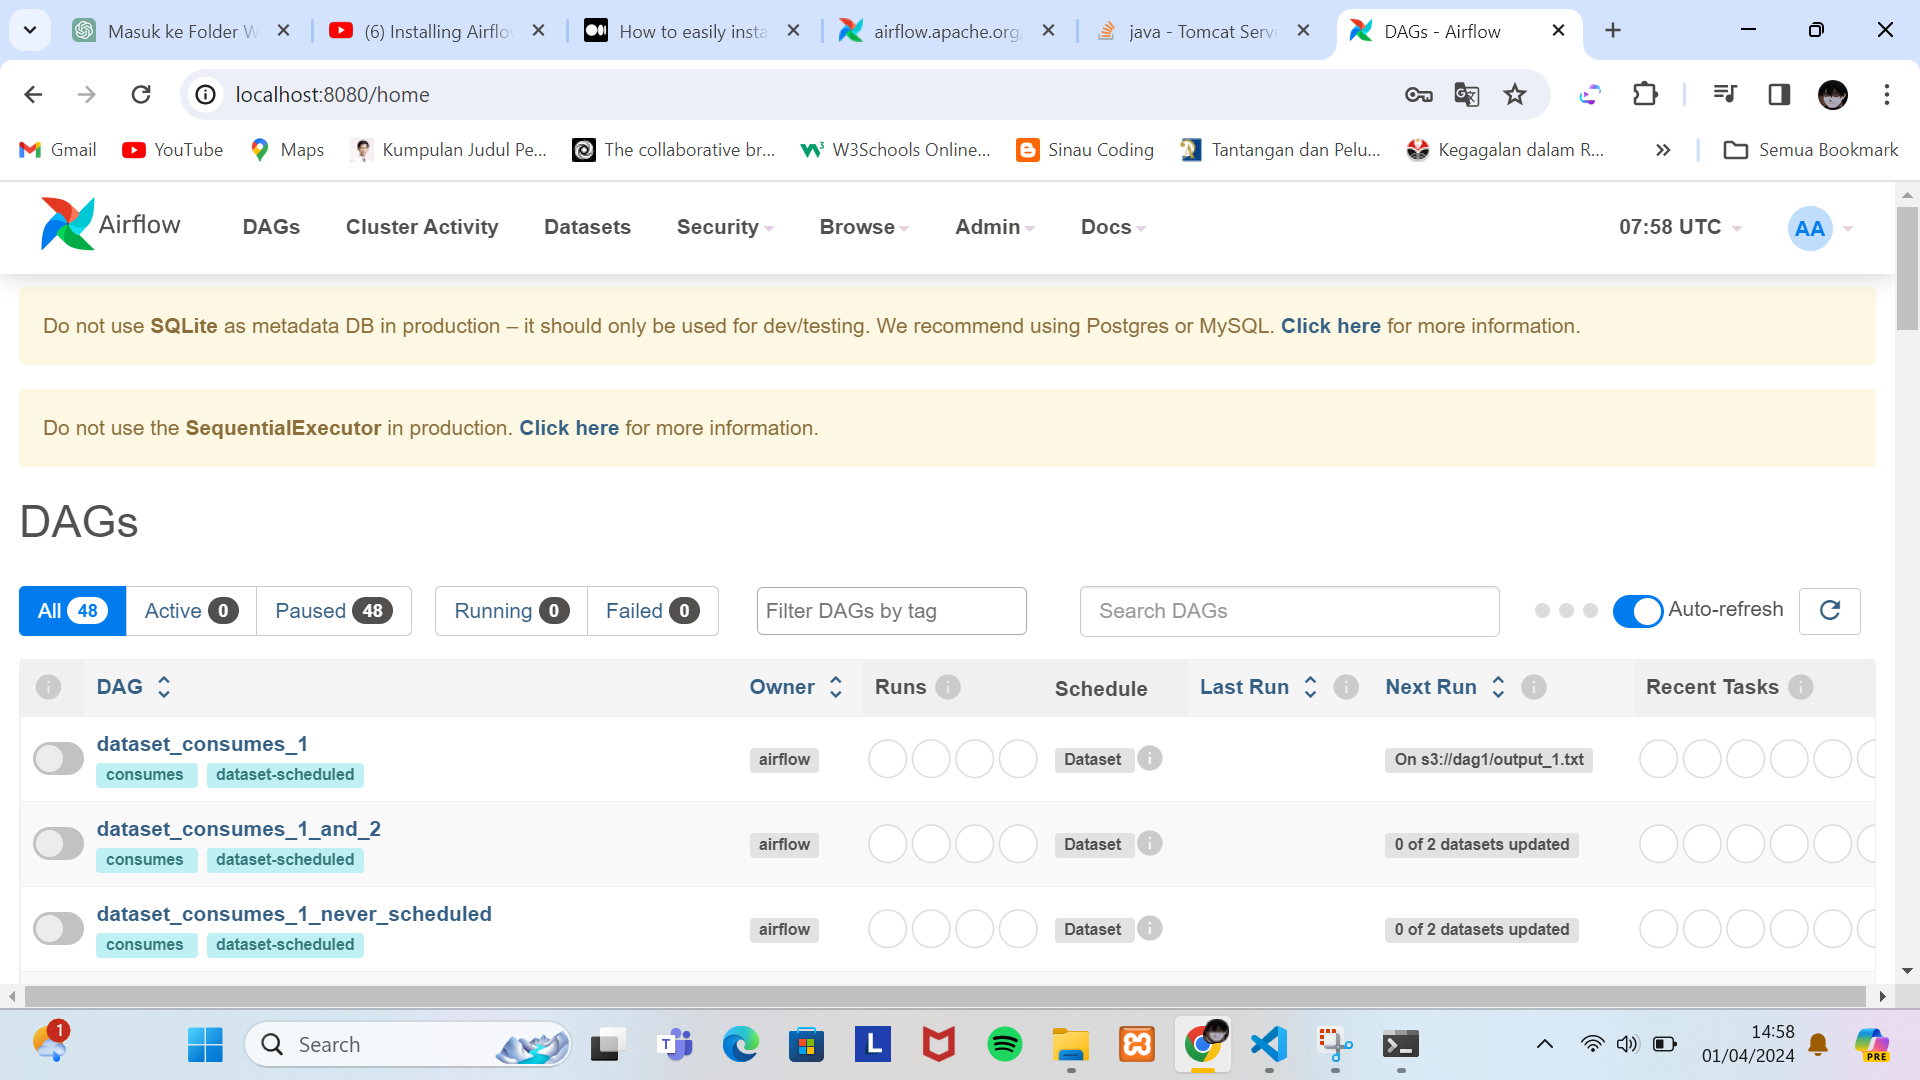 Masuk ke Folder W
(6) Installing Airflo
How to easily insta
airflow.apache.org/
java - Tomcat Serve
DAGs - Airflow
localhost:8080/home
Gmail
YouTube
Maps
Kumpulan Judul Pe...
The collaborative br...
W3Schools Online...
Sinau Coding
Tantangan dan Pelu...
Kegagalan dalam R...
Semua Bookmark
Airflow
DAGs
Cluster Activity
Datasets
Security
Browse
Admin
Docs
07:58 UTC
AA
Do not use SQLite as metadata DB in production – it should only be used for dev/testing. We recommend using Postgres or MySQL. Click here for more information.
Do not use the SequentialExecutor in production. Click here for more information.
DAGs
All 48
Active 0
Paused 48
Running 0
Failed 0
Filter DAGs by tag
Search DAGs
Auto-refresh
DAG
Owner
Runs
Schedule
Last Run
Next Run
Recent Tasks
dataset_consumes_1
consumes dataset-scheduled
airflow
Dataset
On s3://dag1/output_1.txt
dataset_consumes_1_and_2
consumes dataset-scheduled
airflow
Dataset
0 of 2 datasets updated
dataset_consumes_1_never_scheduled
consumes dataset-scheduled
airflow
Dataset
0 of 2 datasets updated
1
Search
T
L
PRE
14:58
01/04/2024